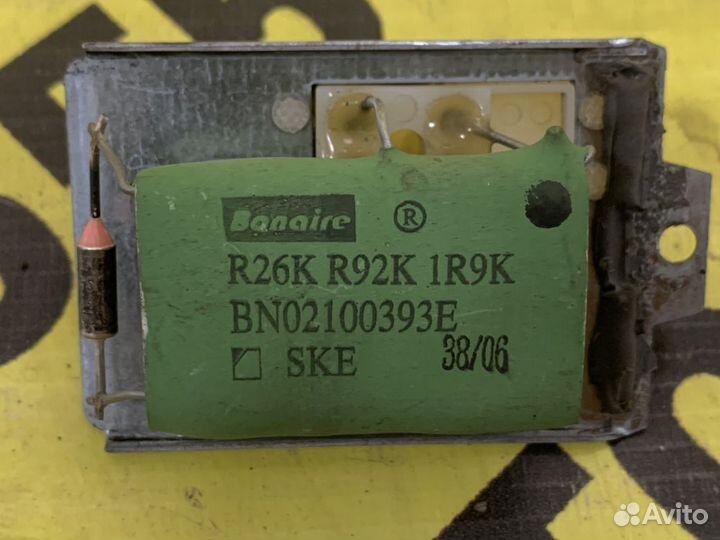 Bonaire ®
R26K R92K 1R9K
BN02100393E
SKE 38/06
Avito